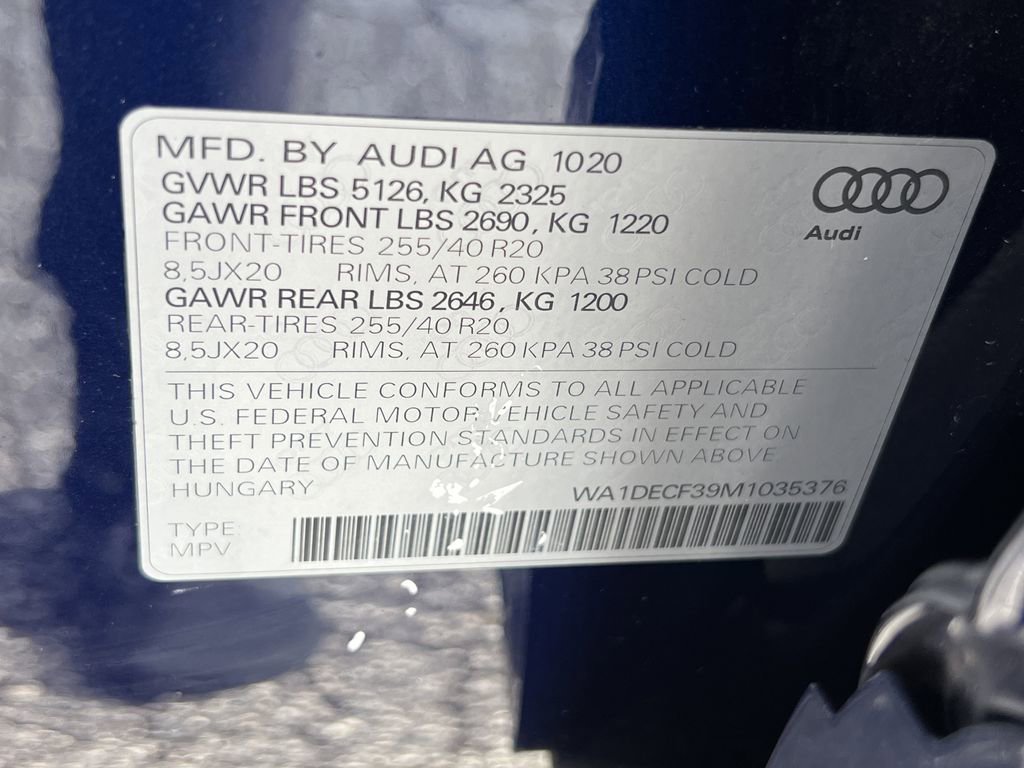 MFD. BY AUDI AG 1020
GVWR LBS 5126, KG 2325
GAWR FRONT LBS 2690, KG 1220
FRONT-TIRES 255/40 R20
8,5JX20 RIMS, AT 260 KPA 38 PSI COLD
GAWR REAR LBS 2646, KG 1200
REAR-TIRES 255/40 R20
8,5JX20 RIMS, AT 260 KPA 38 PSI COLD
Audi
THIS VEHICLE CONFORMS TO ALL APPLICABLE
U.S. FEDERAL MOTOR VEHICLE SAFETY AND
THEFT PREVENTION STANDARDS IN EFFECT ON
THE DATE OF MANUFACTURE SHOWN ABOVE
HUNGARY WA1DECF39M1035376
TYPE:
MPV